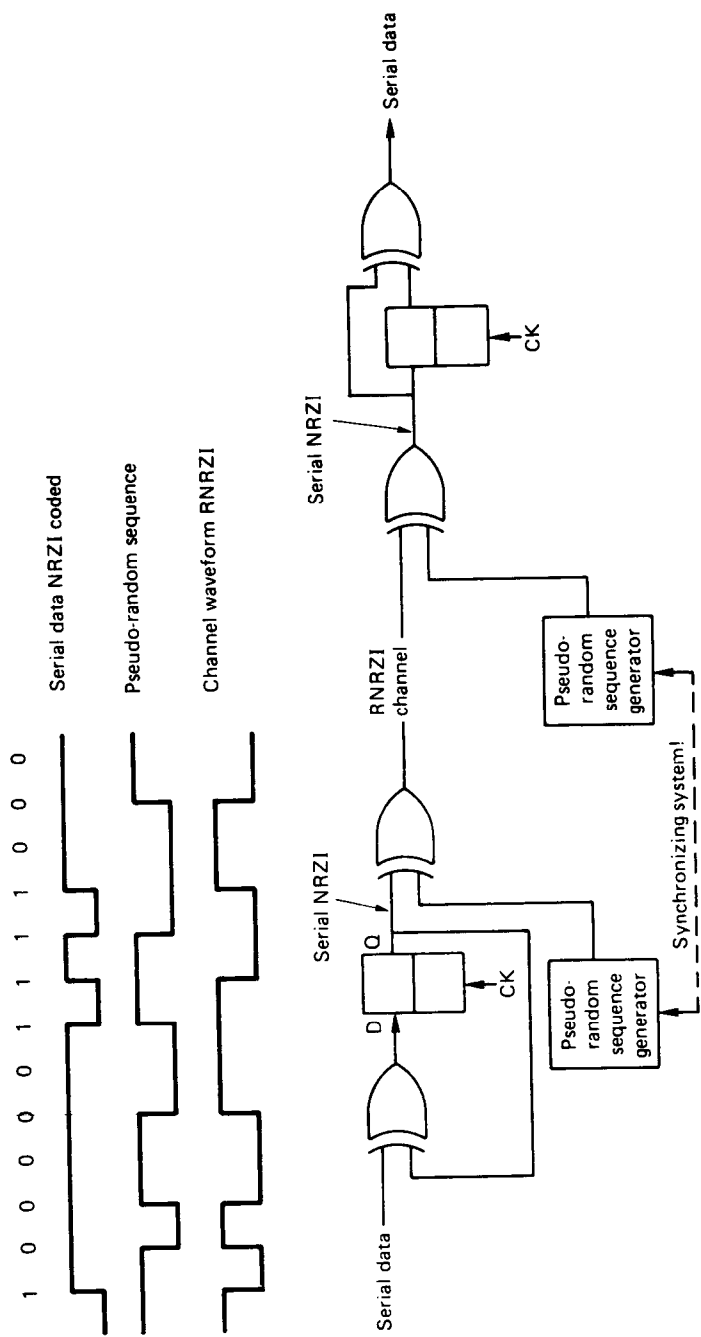 1 0 0 0 0 0 1 1 1 1 0 0 0
Serial data NRZI coded
Pseudo-random sequence
Channel waveform RNRZI
Serial data
D
Q
CK
Serial NRZI
Pseudo-
random
sequence
generator
RNRZI
channel
Synchronizing system!
Pseudo-
random
sequence
generator
Serial NRZI
CK
Serial data